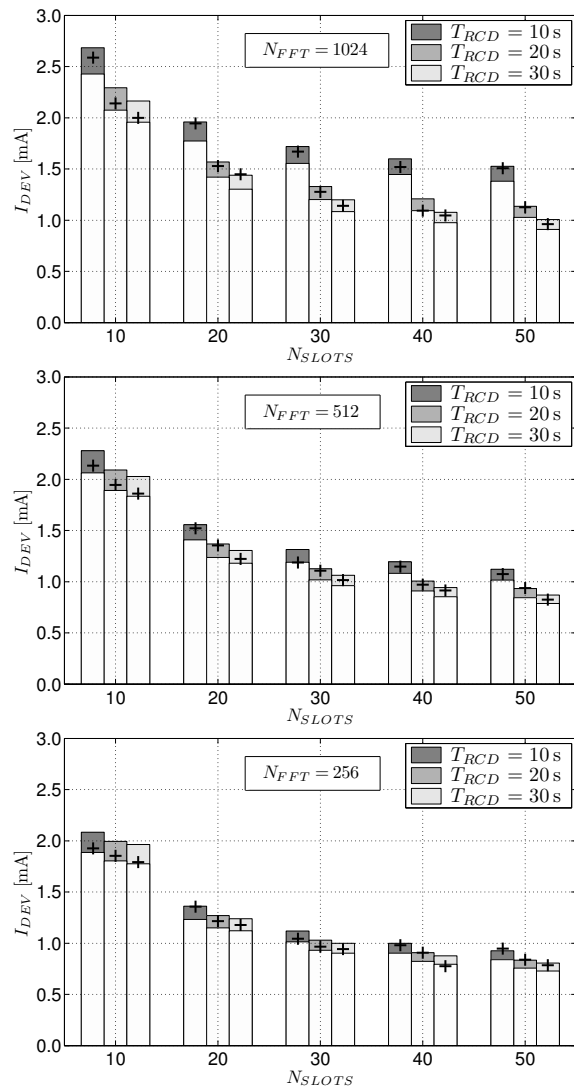 3.0
2.5
2.0
1.5
1.0
0.5
0.0
I_DEV [mA]
N_FFT = 1024
T_RCD = 10 s
T_RCD = 20 s
T_RCD = 30 s
10 20 30 40 50
N_SLOTS
3.0
2.5
2.0
1.5
1.0
0.5
0.0
I_DEV [mA]
N_FFT = 512
T_RCD = 10 s
T_RCD = 20 s
T_RCD = 30 s
10 20 30 40 50
N_SLOTS
3.0
2.5
2.0
1.5
1.0
0.5
0.0
I_DEV [mA]
N_FFT = 256
T_RCD = 10 s
T_RCD = 20 s
T_RCD = 30 s
10 20 30 40 50
N_SLOTS